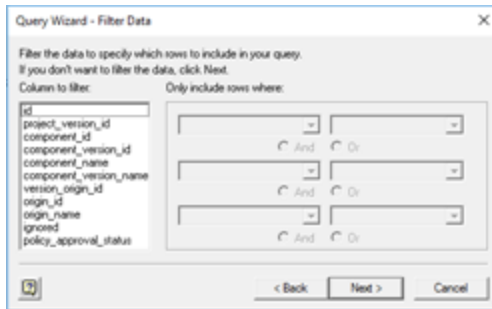 Query Wizard - Filter Data
Filter the data to specify which rows to include in your query.
If you don't want to filter the data, click Next.
Column to filter:
Only include rows where:
id
project_version_id
component_id
component_version_id
component_name
component_version_name
version_origin_id
origin_id
origin_name
ignored
policy_approval_status
And Or
And Or
And Or
< Back Next > Cancel